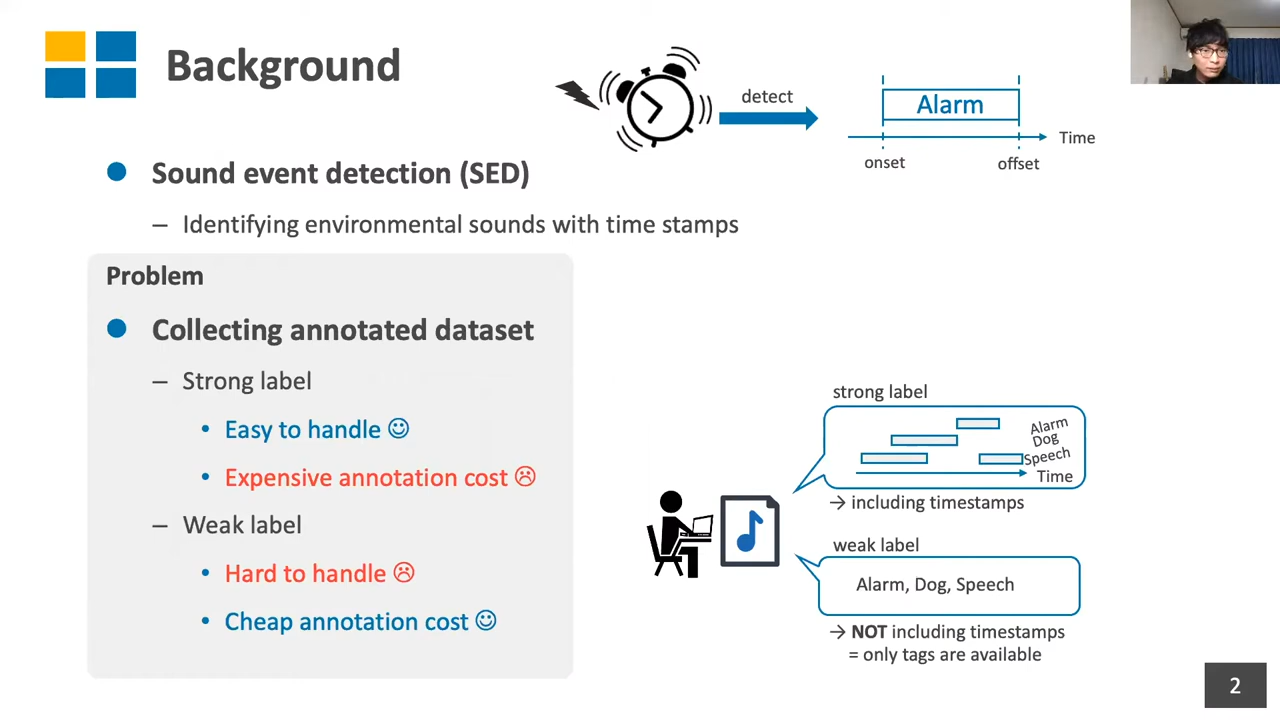 Background
detect
Alarm
Time
onset
offset
Sound event detection (SED)
– Identifying environmental sounds with time stamps
Problem
Collecting annotated dataset
– Strong label
• Easy to handle ☺
• Expensive annotation cost ☹
– Weak label
• Hard to handle ☹
• Cheap annotation cost ☺
strong label
Alarm
Dog
Speech
Time
→ including timestamps
weak label
Alarm, Dog, Speech
→ NOT including timestamps
= only tags are available
2